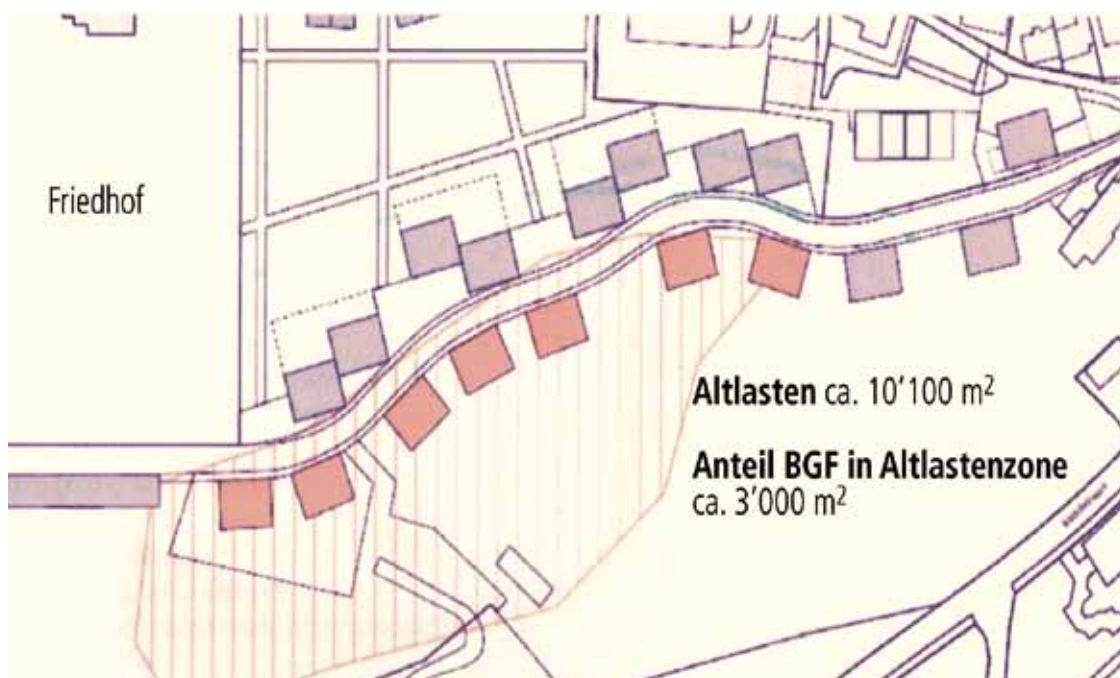 Friedhof
Altlasten ca. 10’100 m²
Anteil BGF in Altlastenzone
ca. 3’000 m²